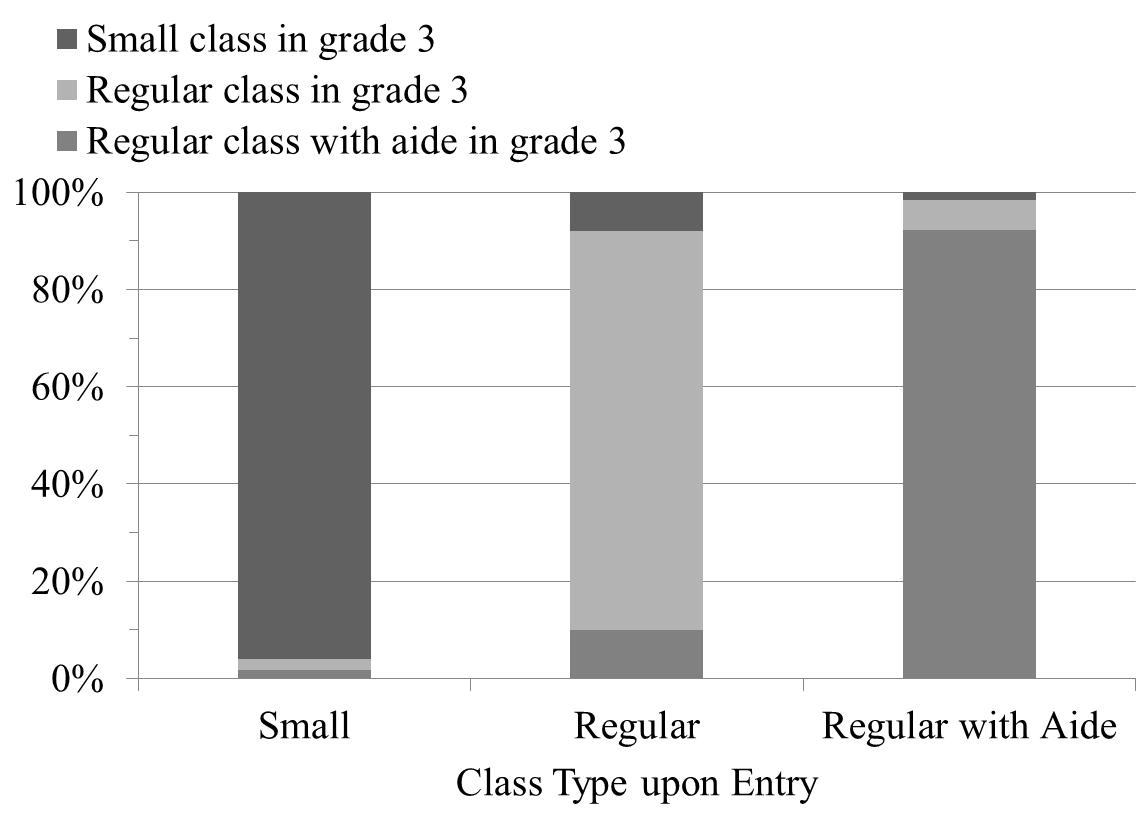 Small class in grade 3
Regular class in grade 3
Regular class with aide in grade 3
100%
80%
60%
40%
20%
0%
Small Regular Regular with Aide
Class Type upon Entry